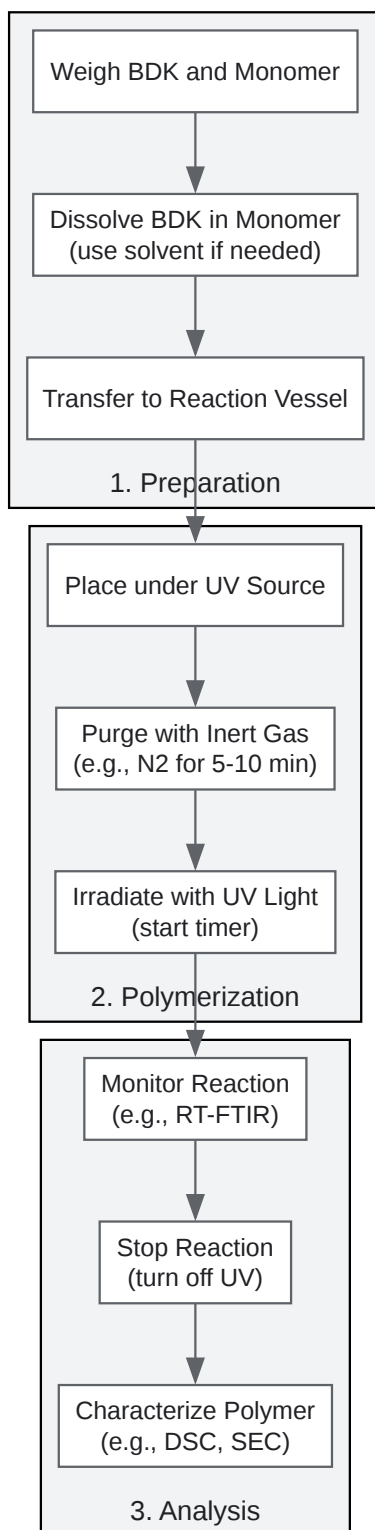 Weigh BDK and Monomer
Dissolve BDK in Monomer
(use solvent if needed)
Transfer to Reaction Vessel
1. Preparation
Place under UV Source
Purge with Inert Gas
(e.g., N2 for 5-10 min)
Irradiate with UV Light
(start timer)
2. Polymerization
Monitor Reaction
(e.g., RT-FTIR)
Stop Reaction
(turn off UV)
Characterize Polymer
(e.g., DSC, SEC)
3. Analysis